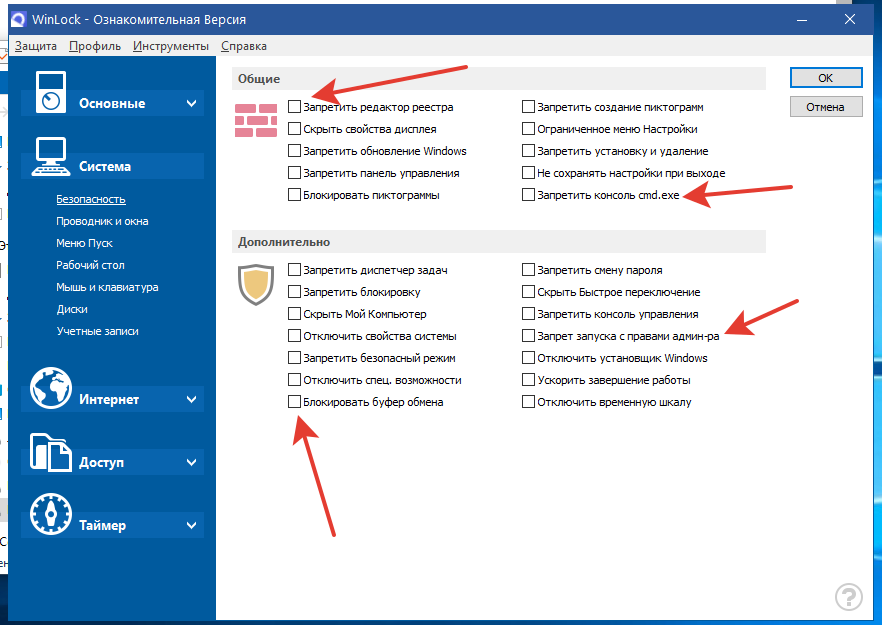 WinLock - Ознакомительная Версия
Защита Профиль Инструменты Справка
Основные
Система
Безопасность
Проводник и окна
Меню Пуск
Рабочий стол
Мышь и клавиатура
Диски
Учетные записи
Интернет
Доступ
Таймер
Общие
Запретить редактор реестра
Скрыть свойства дисплея
Запретить обновление Windows
Запретить панель управления
Блокировать пиктограммы
Запретить создание пиктограмм
Ограниченное меню Настройки
Запретить установку и удаление
Не сохранять настройки при выходе
Запретить консоль cmd.exe
Дополнительно
Запретить диспетчер задач
Запретить блокировку
Скрыть Мой Компьютер
Отключить свойства системы
Запретить безопасный режим
Отключить спец. возможности
Блокировать буфер обмена
Запретить смену пароля
Скрыть Быстрое переключение
Запретить консоль управления
Запрет запуска с правами админ-ра
Отключить установщик Windows
Ускорить завершение работы
Отключить временную шкалу
OK
Отмена
?